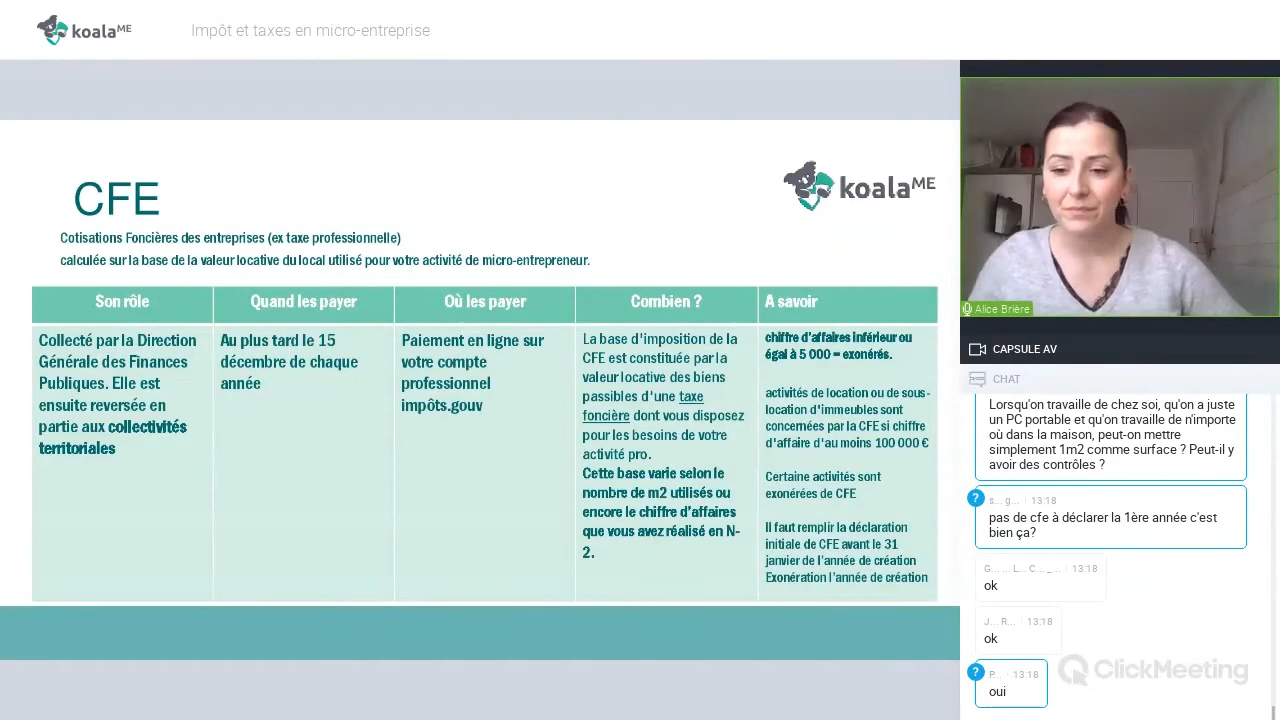 koalaME
Impôt et taxes en micro-entreprise
CFE
koalaME
Cotisations Foncières des entreprises (ex taxe professionnelle)
calculée sur la base de la valeur locative du local utilisé pour votre activité de micro-entrepreneur.
Son rôle
Collecté par la Direction
Générale des Finances
Publiques. Elle est
ensuite reversée en
partie aux collectivités
territoriales
Quand les payer
Au plus tard le 15
décembre de chaque
année
Où les payer
Paiement en ligne sur
votre compte
professionnel
impôts.gouv
Combien ?
La base d'imposition de la
CFE est constituée par la
valeur locative des biens
passibles d'une taxe
foncière dont vous disposez
pour les besoins de votre
activité pro.
Cette base varie selon le
nombre de m2 utilisés ou
encore le chiffre d'affaires
que vous avez réalisé en N-
2.
A savoir
chiffre d'affaires inférieur ou
égal à 5 000 = exonérés.
activités de location ou de sous-
location d'immeubles sont
concernées par la CFE si chiffre
d'affaire d'au moins 100 000 €
Certaine activités sont
exonérées de CFE
Il faut remplir la déclaration
initiale de CFE avant le 31
janvier de l'année de création
Exonération l'année de création
Alice Brière
CAPSULE AV
CHAT
Lorsqu'on travaille de chez soi, qu'on a juste
un PC portable et qu'on travaille de n'importe
où dans la maison, peut-on mettre
simplement 1m2 comme surface ? Peut-il y
avoir des contrôles ?
s... g... 13:18
pas de cfe à déclarer la 1ère année c'est
bien ça?
G... ... L... C... _... 13:18
ok
J... R... 13:18
ok
P... 13:18
oui
ClickMeeting